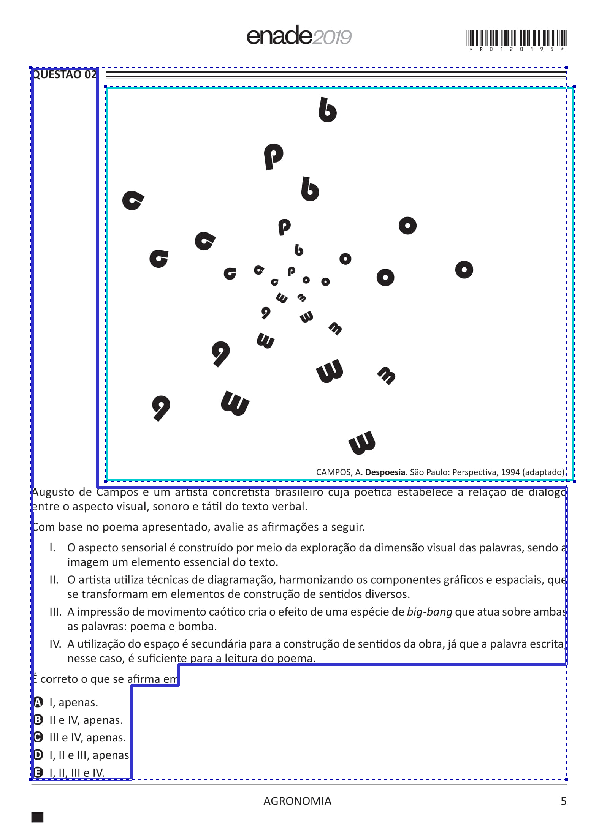 enade2019
*R0520195*
QUESTÃO 02
b
p
b
c
p
o
c
b
c
o
c
c
p
o
o
c
o
o
m
m
9
m
m
m
9
m
m
9
m
m
CAMPOS, A. Despoesia. São Paulo: Perspectiva, 1994 (adaptado).
Augusto de Campos é um artista concretista brasileiro cuja poética estabelece a relação de diálogo
entre o aspecto visual, sonoro e tátil do texto verbal.
Com base no poema apresentado, avalie as afirmações a seguir.
I. O aspecto sensorial é construído por meio da exploração da dimensão visual das palavras, sendo a
imagem um elemento essencial do texto.
II. O artista utiliza técnicas de diagramação, harmonizando os componentes gráficos e espaciais, que
se transformam em elementos de construção de sentidos diversos.
III. A impressão de movimento caótico cria o efeito de uma espécie de big-bang que atua sobre ambas
as palavras: poema e bomba.
IV. A utilização do espaço é secundária para a construção de sentidos da obra, já que a palavra escrita,
nesse caso, é suficiente para a leitura do poema.
É correto o que se afirma em
A I, apenas.
B II e IV, apenas.
C III e IV, apenas.
D I, II e III, apenas
E I, II, III e IV.
AGRONOMIA 5